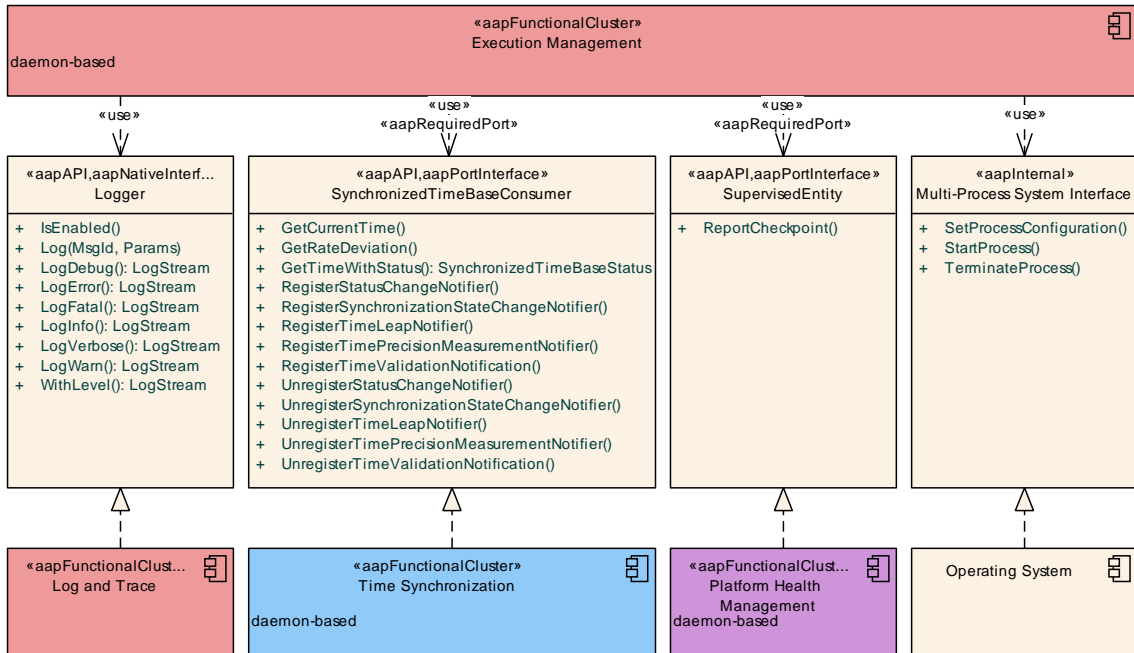 «aapFunctionalCluster»
Execution Management
daemon-based
«use»
«use»
«aapRequiredPort»
«use»
«aapRequiredPort»
«use»
«aapAPI,aapNativeInterf...
Logger
+ IsEnabled()
+ Log(MsgId, Params)
+ LogDebug(): LogStream
+ LogError(): LogStream
+ LogFatal(): LogStream
+ LogInfo(): LogStream
+ LogVerbose(): LogStream
+ LogWarn(): LogStream
+ WithLevel(): LogStream
«aapAPI,aapPortInterface»
SynchronizedTimeBaseConsumer
+ GetCurrentTime()
+ GetRateDeviation()
+ GetTimeWithStatus(): SynchronizedTimeBaseStatus
+ RegisterStatusChangeNotifier()
+ RegisterSynchronizationStateChangeNotifier()
+ RegisterTimeLeapNotifier()
+ RegisterTimePrecisionMeasurementNotifier()
+ RegisterTimeValidationNotification()
+ UnregisterStatusChangeNotifier()
+ UnregisterSynchronizationStateChangeNotifier()
+ UnregisterTimeLeapNotifier()
+ UnregisterTimePrecisionMeasurementNotifier()
+ UnregisterTimeValidationNotification()
«aapAPI,aapPortInterface»
SupervisedEntity
+ ReportCheckpoint()
«aapInternal»
Multi-Process System Interface
+ SetProcessConfiguration()
+ StartProcess()
+ TerminateProcess()
«aapFunctionalClust...
Log and Trace
«aapFunctionalCluster»
Time Synchronization
daemon-based
«aapFunctionalClust...
Platform Health
Management
daemon-based
Operating System